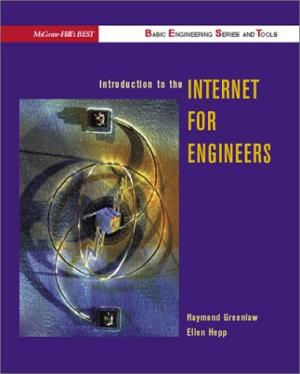 McGraw-Hill's BEST
BASIC ENGINEERING SERIES AND TOOLS
Introduction to the
INTERNET
FOR
ENGINEERS
Raymond Greenlaw
Ellen Hepp